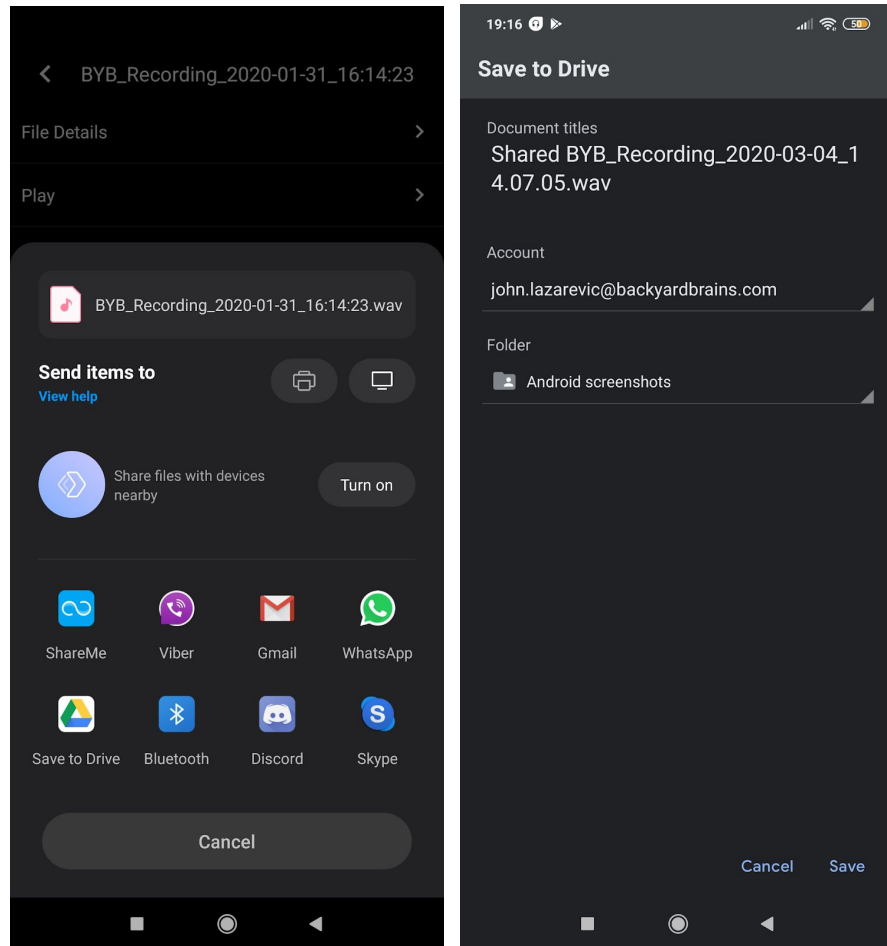 BYB_Recording_2020-01-31_16:14:23
File Details
Play
BYB_Recording_2020-01-31_16:14:23.wav
Send items to
View help
Share files with devices
nearby
Turn on
ShareMe
Viber
Gmail
WhatsApp
Save to Drive
Bluetooth
Discord
Skype
Cancel
19:16
50
Save to Drive
Document titles
Shared BYB_Recording_2020-03-04_1
4.07.05.wav
Account
john.lazarevic@backyardbrains.com
Folder
Android screenshots
Cancel
Save